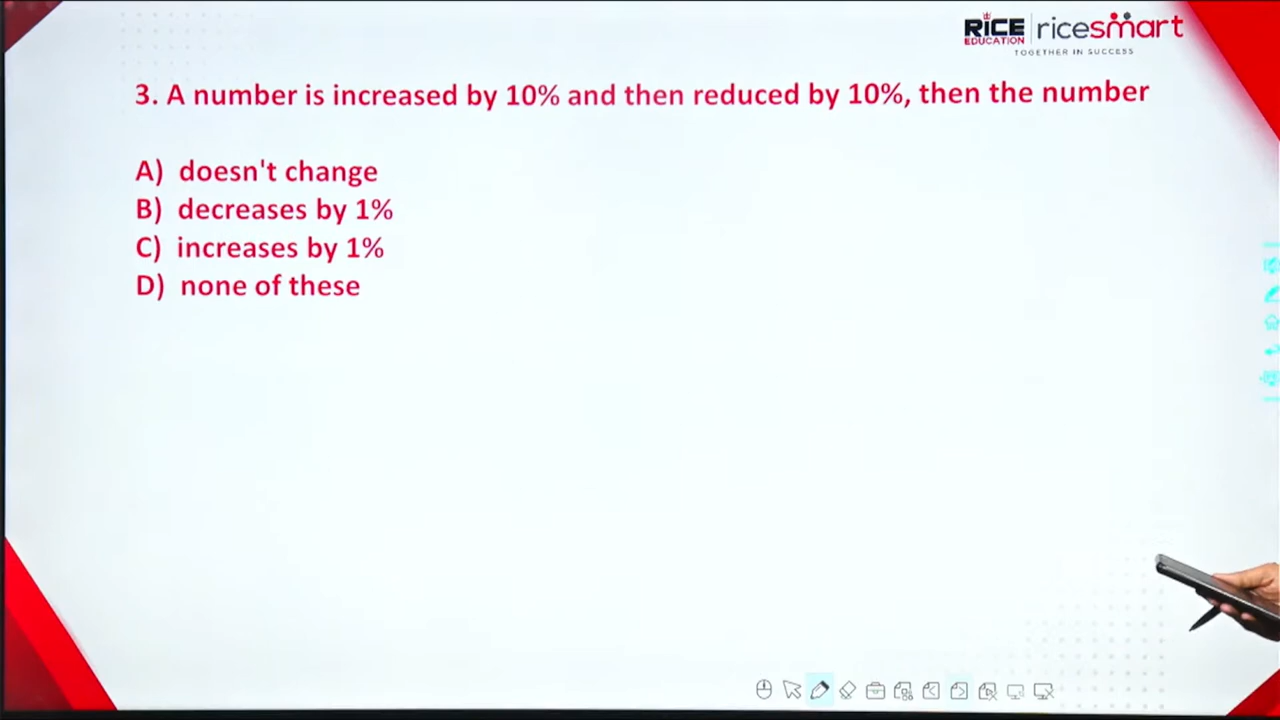 RICE EDUCATION ricesmart
TOGETHER IN SUCCESS
3. A number is increased by 10% and then reduced by 10%, then the number
A) doesn't change
B) decreases by 1%
C) increases by 1%
D) none of these